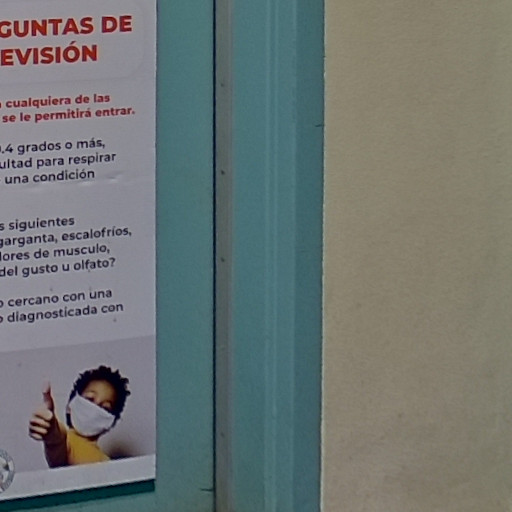 GUNTAS DE
EVISIÓN
cualquiera de las
se le permitirá entrar.
.4 grados o más,
ultad para respirar
una condición
s siguientes
garganta, escalofríos,
lores de musculo,
del gusto u olfato?
o cercano con una
o diagnosticada con